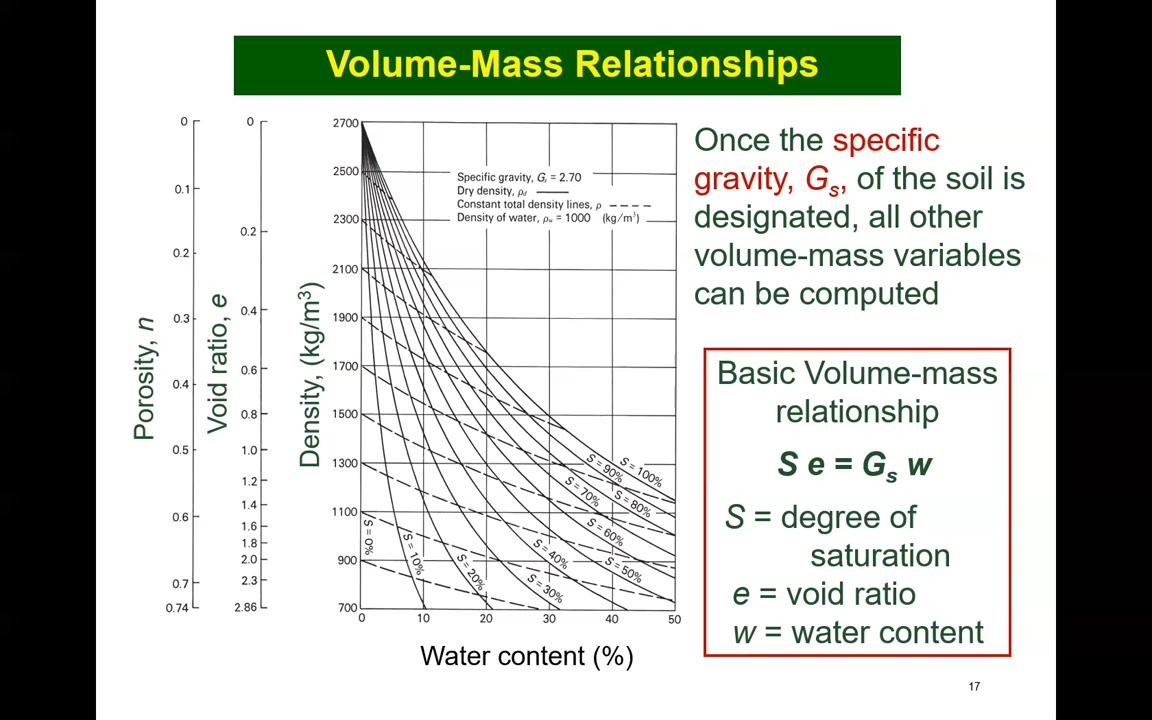 Volume-Mass Relationships
Porosity, n
0
0.1
0.2
0.3
0.4
0.5
0.6
0.7
0.74
Void ratio, e
0
0.2
0.4
0.6
0.8
1.0
1.2
1.4
1.6
1.8
2.0
2.3
2.86
Density, (kg/m³)
2700
2500
2300
2100
1900
1700
1500
1300
1100
900
700
Specific gravity, Gs = 2.70
Dry density, ρd
Constant total density lines, ρ
Density of water, ρw = 1000 (kg/m³)
S = 0%
S = 10%
S = 20%
S = 30%
S = 40%
S = 50%
S = 60%
S = 70%
S = 80%
S = 90%
S = 100%
0 10 20 30 40 50
Water content (%)
Once the specific
gravity, Gs, of the soil is
designated, all other
volume-mass variables
can be computed
Basic Volume-mass
relationship
S e = Gs w
S = degree of
saturation
e = void ratio
w = water content
17